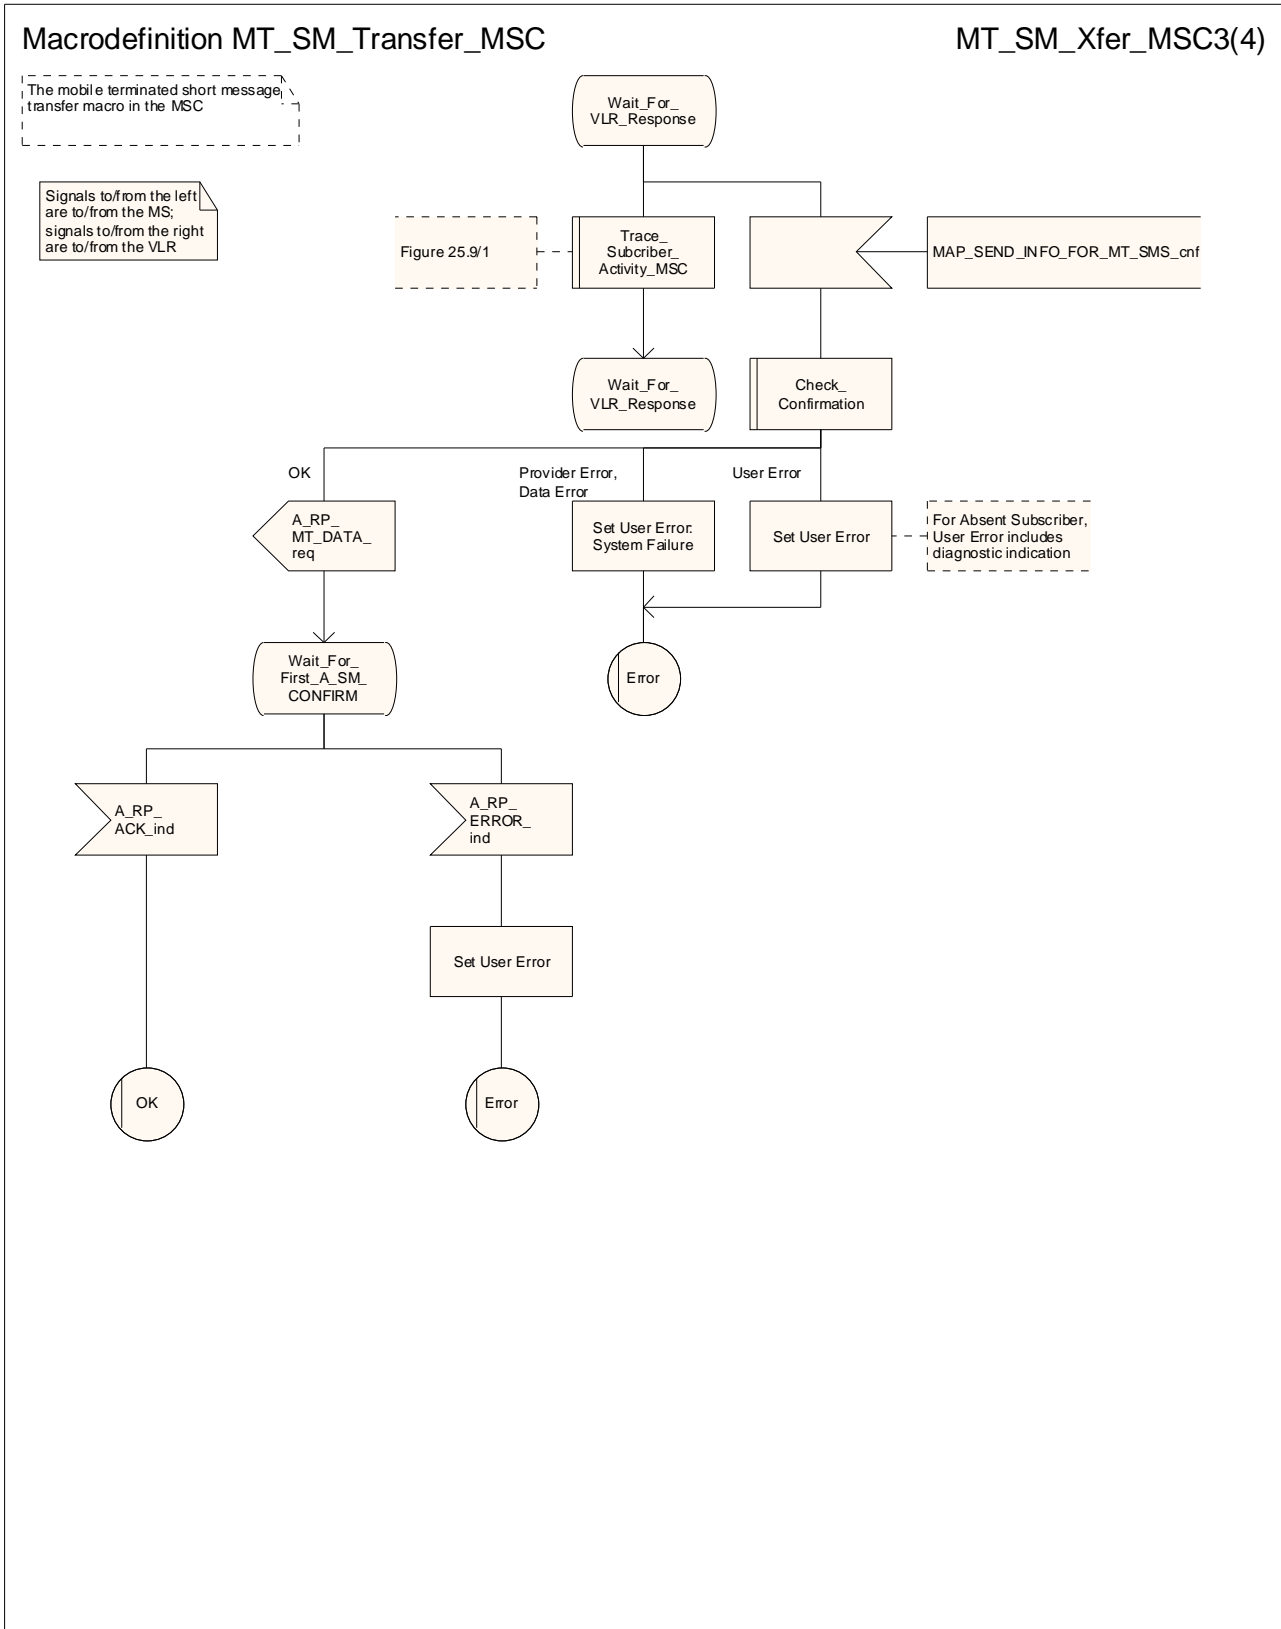 Macrodefinition MT_SM_Transfer_MSC
MT_SM_Xfer_MSC3(4)
The mobile terminated short message
transfer macro in the MSC
Signals to/from the left
are to/from the MS;
signals to/from the right
are to/from the VLR
Wait_For_
VLR_Response
Figure 25.9/1
Trace_
Subcriber_
Activity_MSC
MAP_SEND_INFO_FOR_MT_SMS_cnf
Wait_For_
VLR_Response
Check_
Confirmation
OK
Provider Error,
Data Error
User Error
A_RP_
MT_DATA_
req
Set User Error:
System Failure
Set User Error
For Absent Subscriber,
User Error includes
diagnostic indication
Wait_For_
First_A_SM_
CONFIRM
Error
A_RP_
ACK_ind
A_RP_
ERROR_
ind
Set User Error
OK
Error